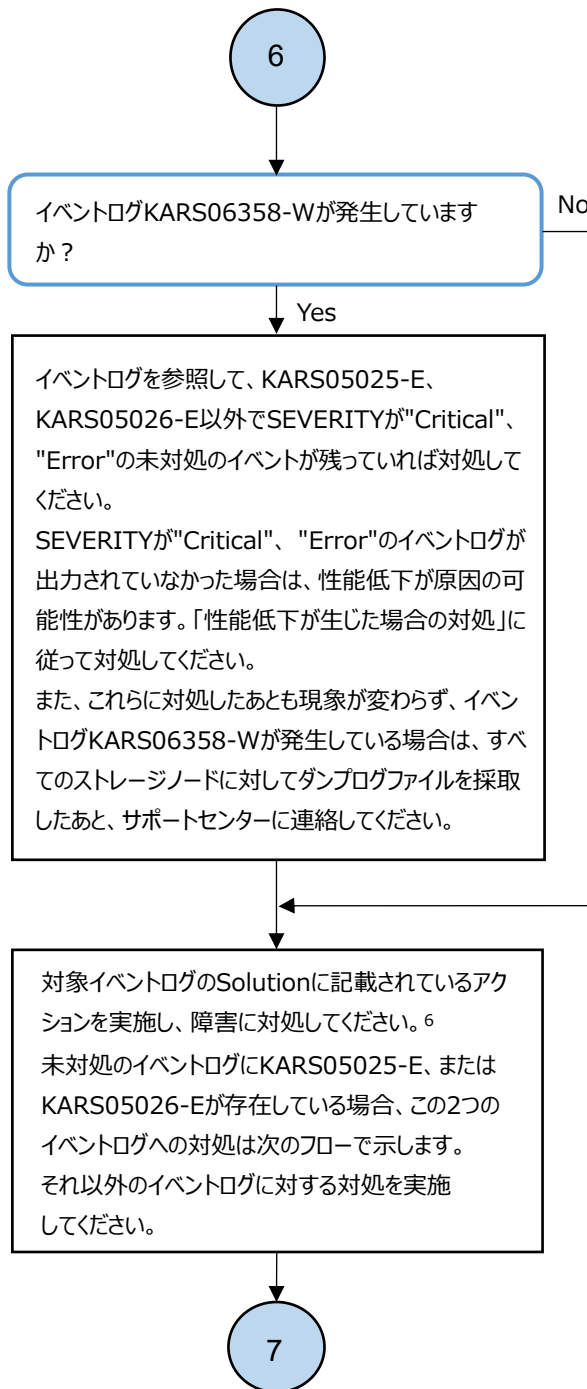 6
イベントログKARS06358-Wが発生しています
か？
No
Yes
イベントログを参照して、KARS05025-E、
KARS05026-E以外でSEVERITYが"Critical"、
"Error"の未対処のイベントが残っていれば対処して
ください。
SEVERITYが"Critical"、 "Error"のイベントログが
出力されていなかった場合は、性能低下が原因の可
能性があります。「性能低下が生じた場合の対処」に
従って対処してください。
また、これらに対処したあとも現象が変わらず、イベン
トログKARS06358-Wが発生している場合は、すべ
てのストレージノードに対してダンプログファイルを採取
したあと、サポートセンターに連絡してください。
対象イベントログのSolutionに記載されているアク
ションを実施し、障害に対処してください。6
未対処のイベントログにKARS05025-E、または
KARS05026-Eが存在している場合、この2つの
イベントログへの対処は次のフローで示します。
それ以外のイベントログに対する対処を実施
してください。
7